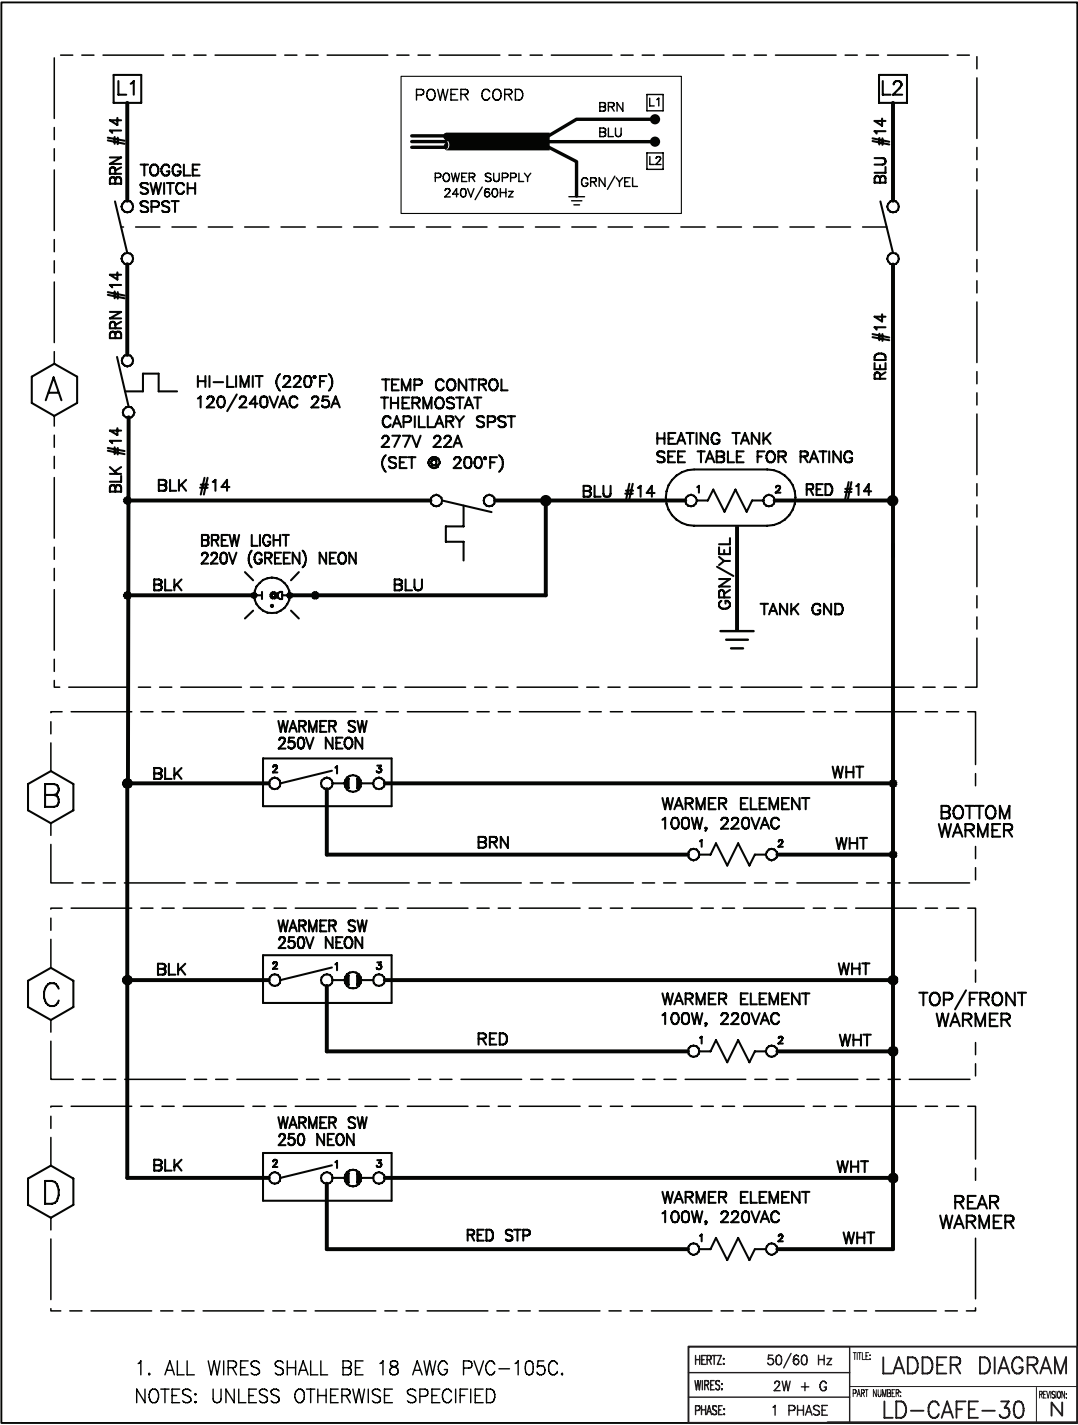 L1
L2
POWER CORD
BRN
L1
BLU
L2
POWER SUPPLY
240V/60Hz
GRN/YEL
BRN #14
BLU #14
TOGGLE
SWITCH
SPST
BRN #14
RED #14
A
HI-LIMIT (220°F)
120/240VAC 25A
TEMP CONTROL
THERMOSTAT
CAPILLARY SPST
277V 22A
(SET @ 200°F)
HEATING TANK
SEE TABLE FOR RATING
BLK #14
BLK #14
BLU #14
1
2
RED #14
BREW LIGHT
220V (GREEN) NEON
BLK
BLU
GRN/YEL
TANK GND
WARMER SW
250V NEON
B
BLK
2
1
3
WHT
WARMER ELEMENT
100W, 220VAC
BRN
1
2
WHT
BOTTOM
WARMER
WARMER SW
250V NEON
C
BLK
2
1
3
WHT
WARMER ELEMENT
100W, 220VAC
RED
1
2
WHT
TOP/FRONT
WARMER
WARMER SW
250 NEON
D
BLK
2
1
3
WHT
WARMER ELEMENT
100W, 220VAC
RED STP
1
2
WHT
REAR
WARMER
1. ALL WIRES SHALL BE 18 AWG PVC-105C.
NOTES: UNLESS OTHERWISE SPECIFIED
HERTZ: 50/60 Hz
WIRES: 2W + G
PHASE: 1 PHASE
TITLE: LADDER DIAGRAM
PART NUMBER: LD-CAFE-30
REVISION: N